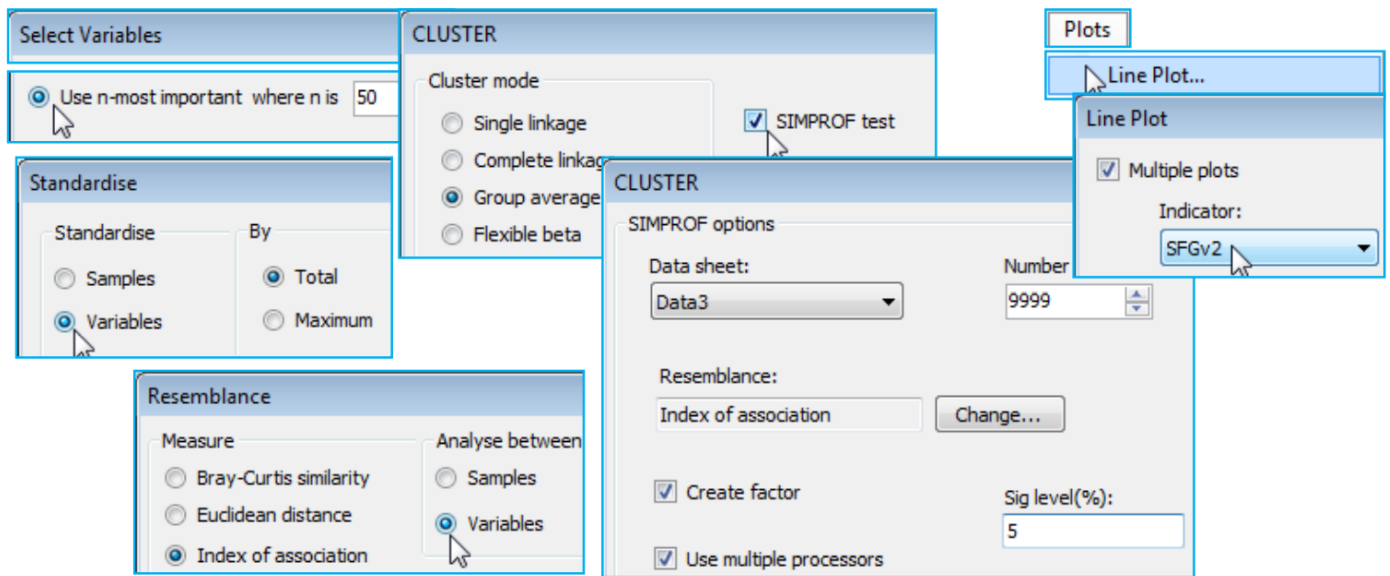 Select Variables
Use n-most important where n is 50
Standardise
Standardise
Samples
Variables
By
Total
Maximum
Resemblance
Measure
Bray-Curtis similarity
Euclidean distance
Index of association
Analyse between
Samples
Variables
CLUSTER
Cluster mode
Single linkage
Complete linkag
Group average
Flexible beta
SIMPROF test
CLUSTER
SIMPROF options
Data sheet:
Data3
Number
9999
Resemblance:
Index of association
Change...
Create factor
Sig level(%):
5
Use multiple processors
Plots
Line Plot...
Line Plot
Multiple plots
Indicator:
SFGv2